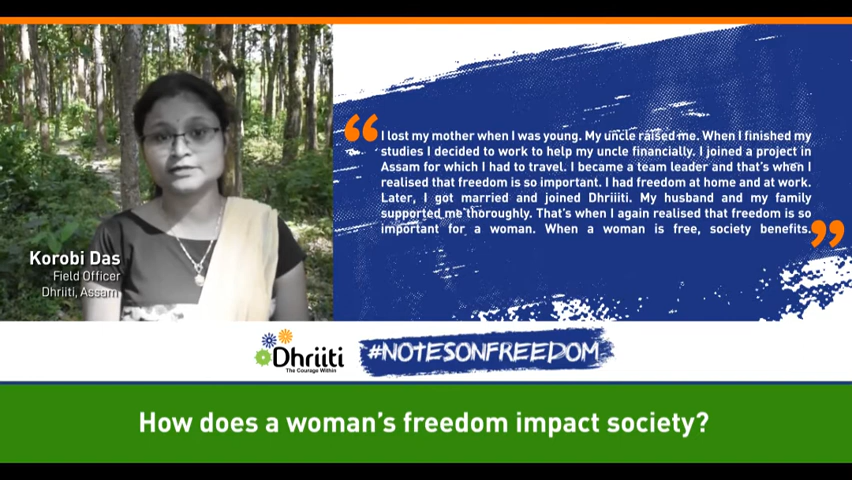 Korobi Das
Field Officer
Dhriiti, Assam
“I lost my mother when I was young. My uncle raised me. When I finished my
studies I decided to work to help my uncle financially. I joined a project in
Assam for which I had to travel. I became a team leader and that's when I
realised that freedom is so important. I had freedom at home and at work.
Later, I got married and joined Dhriiiti. My husband and my family
supported me thoroughly. That's when I again realised that freedom is so
important for a woman. When a woman is free, society benefits.”
Dhriiti
The Courage Within
#NOTESONFREEDOM
How does a woman's freedom impact society?